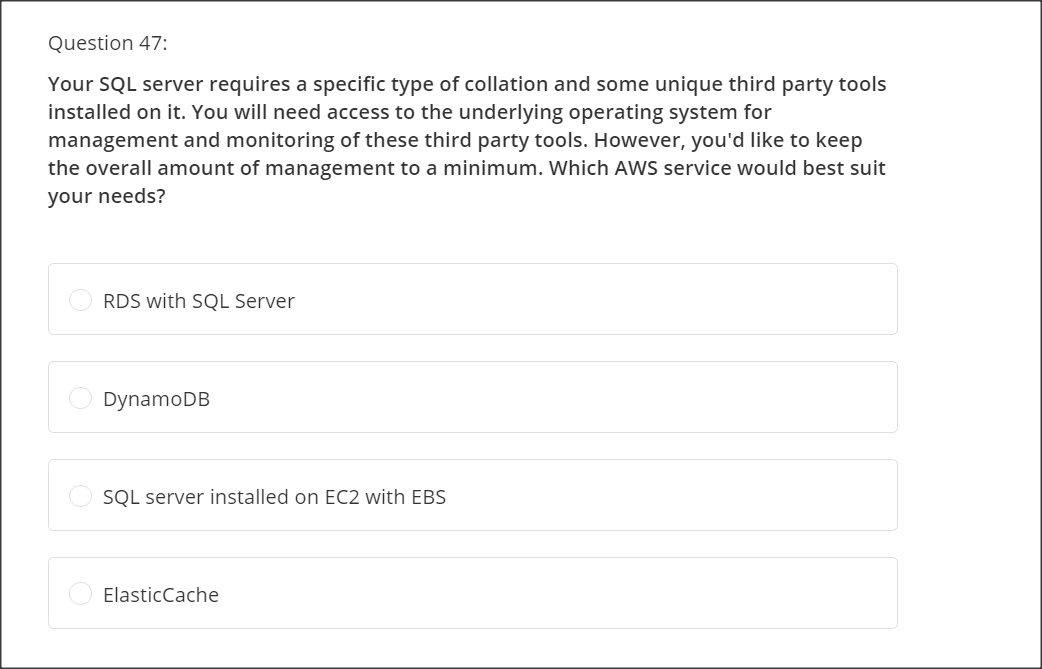 Question 47:
Your SQL server requires a specific type of collation and some unique third party tools
installed on it. You will need access to the underlying operating system for
management and monitoring of these third party tools. However, you'd like to keep
the overall amount of management to a minimum. Which AWS service would best suit
your needs?
RDS with SQL Server
DynamoDB
SQL server installed on EC2 with EBS
ElasticCache